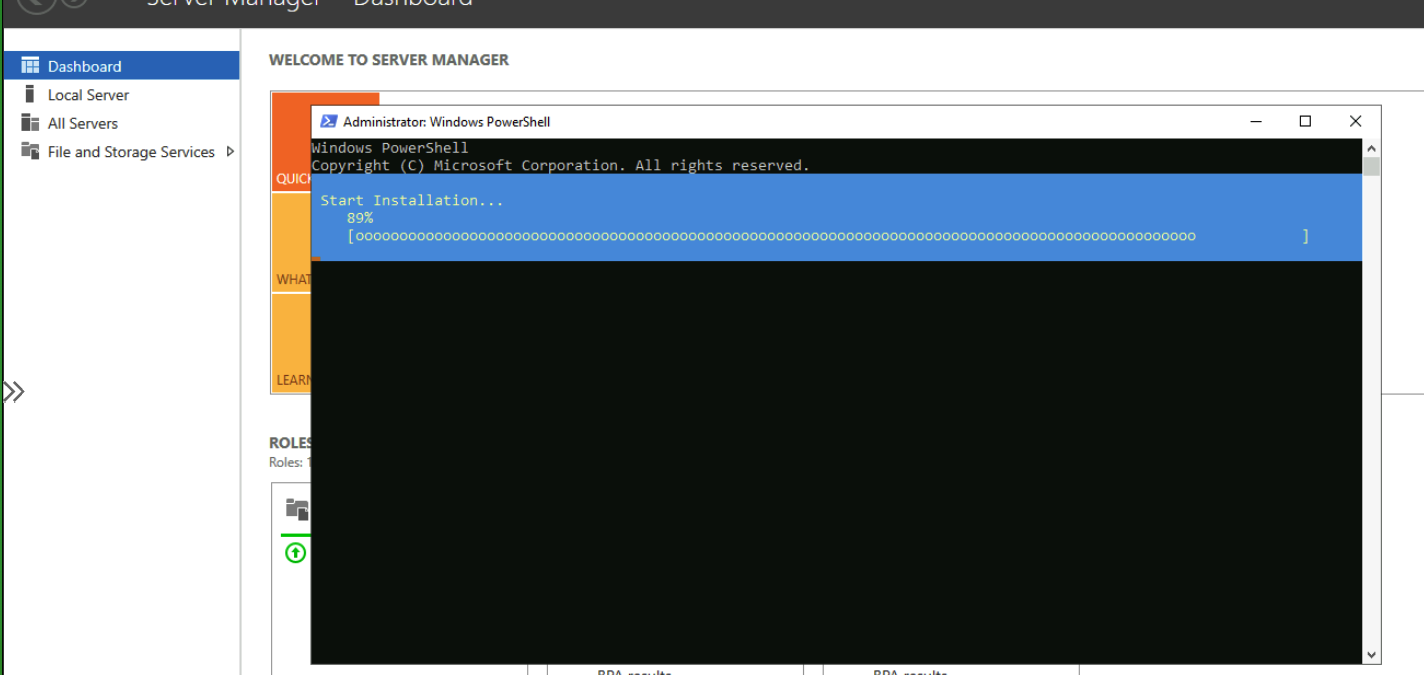 Server Manager Dashboard
Dashboard
Local Server
All Servers
File and Storage Services
WELCOME TO SERVER MANAGER
QUICK
WHAT
LEARN
ROLES
Roles: 1
Administrator: Windows PowerShell
Windows PowerShell
Copyright (C) Microsoft Corporation. All rights reserved.
Start Installation...
89%
[oooooooooooooooooooooooooooooooooooooooooooooooooooooooooooooooooooooooooooooooooooooooooooooooo            ]
BPA results
BPA results